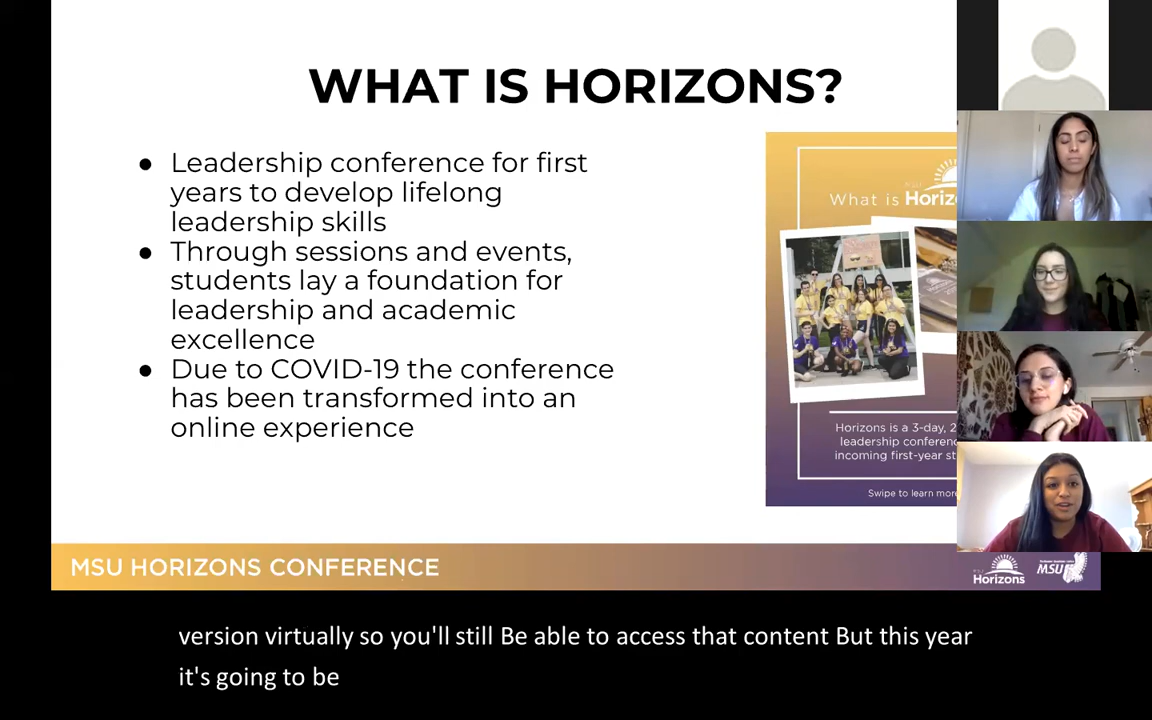 WHAT IS HORIZONS?
● Leadership conference for first
years to develop lifelong
leadership skills
● Through sessions and events,
students lay a foundation for
leadership and academic
excellence
● Due to COVID-19 the conference
has been transformed into an
online experience
What is Horiz
Horizons is a 3-day, 2
leadership conferenc
incoming first-year st
Swipe to learn more
MSU HORIZONS CONFERENCE
Horizons
MSU
version virtually so you'll still Be able to access that content But this year
it's going to be